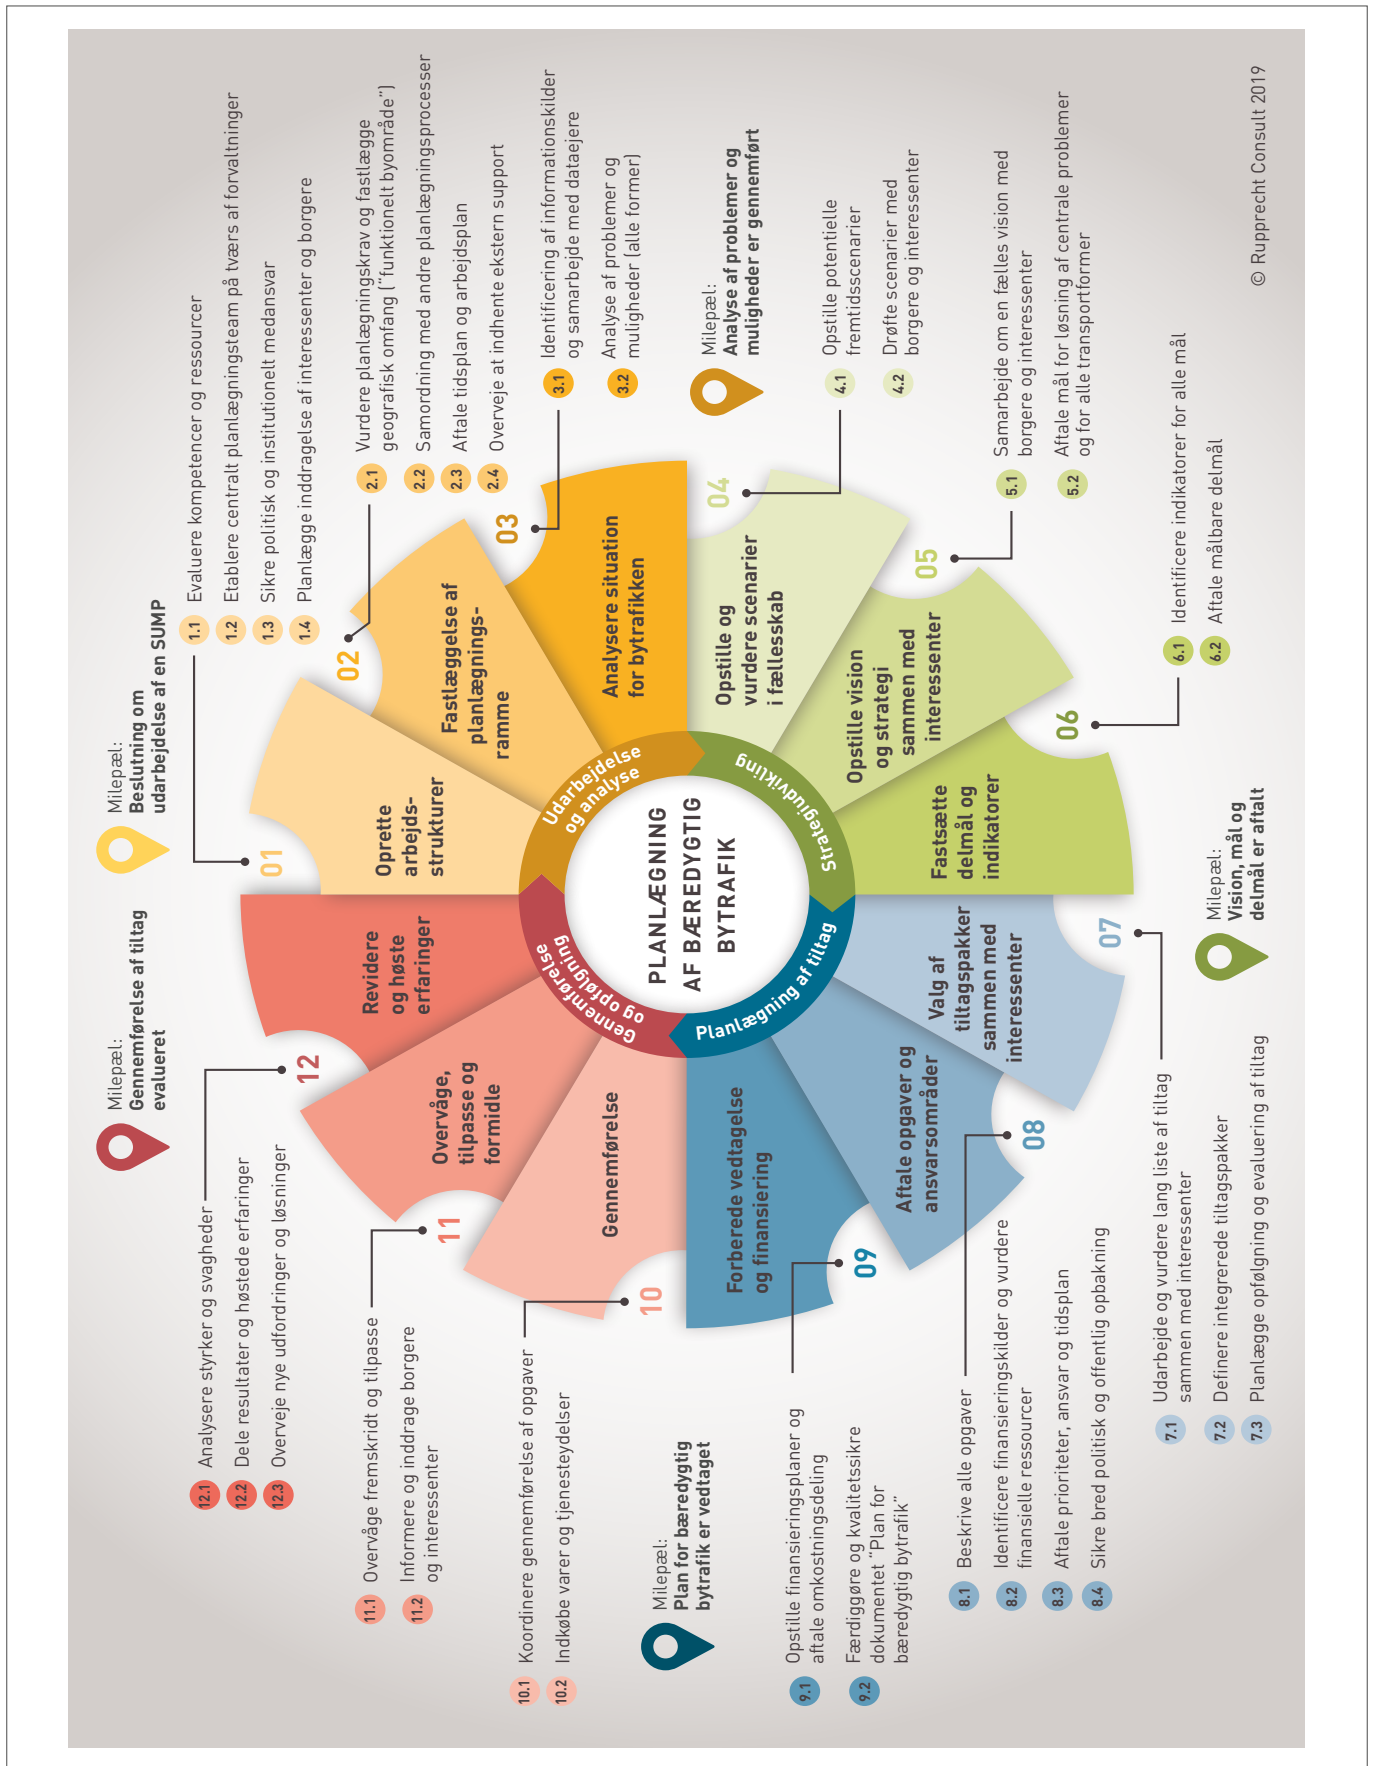 PLANLÆGNING
AF BÆREDYGTIG
BYTRAFIK
Udarbejdelse
og analyse
Strategiudvikling
Planlægning af tiltag
Gennemførelse
og opfølgning
Milepæl:
Beslutning om
udarbejdelse af en SUMP
01
Oprette
arbejds-
strukturer
1.1 Evaluere kompetencer og ressourcer
1.2 Etablere centralt planlægningsteam på tværs af forvaltninger
1.3 Sikre politisk og institutionelt medansvar
1.4 Planlægge inddragelse af interessenter og borgere
02
Fastlæggelse af
planlægnings-
ramme
2.1 Vurdere planlægningskrav og fastlægge
geografisk omfang (“funktionelt byområde”)
2.2 Samordning med andre planlægningsprocesser
2.3 Aftale tidsplan og arbejdsplan
2.4 Overveje at indhente ekstern support
03
Analysere situation
for bytrafikken
3.1 Identificering af informationskilder
og samarbejde med dataejere
3.2 Analyse af problemer og
muligheder (alle former)
Milepæl:
Analyse af problemer og
muligheder er gennemført
04
Opstille og
vurdere scenarier
i fællesskab
4.1 Opstille potentielle
fremtidsscenarier
4.2 Drøfte scenarier med
borgere og interessenter
05
Opstille vision
og strategi
sammen med
interessenter
5.1 Samarbejde om en fælles vision med
borgere og interessenter
5.2 Aftale mål for løsning af centrale problemer
og for alle transportformer
06
Fastsætte
delmål og
indikatorer
6.1 Identificere indikatorer for alle mål
6.2 Aftale målbare delmål
Milepæl:
Vision, mål og
delmål er aftalt
07
Valg af
tiltagspakker
sammen med
interessenter
7.1 Udarbejde og vurdere lang liste af tiltag
sammen med interessenter
7.2 Definere integrerede tiltagspakker
7.3 Planlægge opfølgning og evaluering af tiltag
08
Aftale opgaver og
ansvarsområder
8.1 Beskrive alle opgaver
8.2 Identificere finansieringskilder og vurdere
finansielle ressourcer
8.3 Aftale prioriteter, ansvar og tidsplan
8.4 Sikre bred politisk og offentlig opbakning
09
Forberede vedtagelse
og finansiering
9.1 Opstille finansieringsplaner og
aftale omkostningsdeling
9.2 Færdiggøre og kvalitetssikre
dokumentet “Plan for
bæredygtig bytrafik”
Milepæl:
Plan for bæredygtig
bytrafik er vedtaget
10
Gennemførelse
10.1 Koordinere gennemførelse af opgaver
10.2 Indkøbe varer og tjenesteydelser
11
Overvåge,
tilpasse og
formidle
11.1 Overvåge fremskridt og tilpasse
11.2 Informere og inddrage borgere
og interessenter
12
Revidere
og høste
erfaringer
12.1 Analysere styrker og svagheder
12.2 Dele resultater og høstede erfaringer
12.3 Overveje nye udfordringer og løsninger
Milepæl:
Gennemførelse af tiltag
evalueret
© Rupprecht Consult 2019